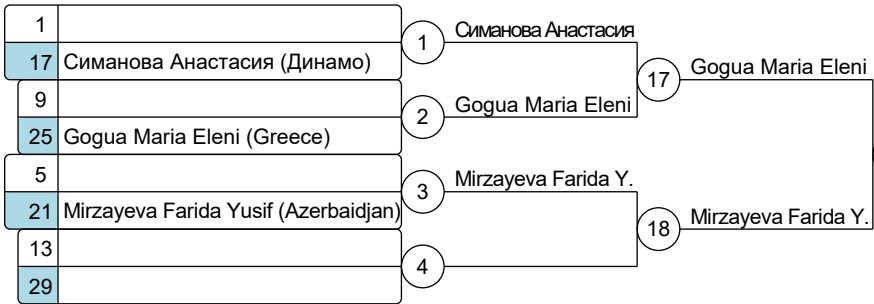 1
17 Симанова Анастасия (Динамо)
9
25 Gogua Maria Eleni (Greece)
5
21 Mirzayeva Farida Yusif (Azerbaidjan)
13
29
1
2
3
4
Симанова Анастасия
Gogua Maria Eleni
Mirzayeva Farida Y.
17
18
Gogua Maria Eleni
Mirzayeva Farida Y.